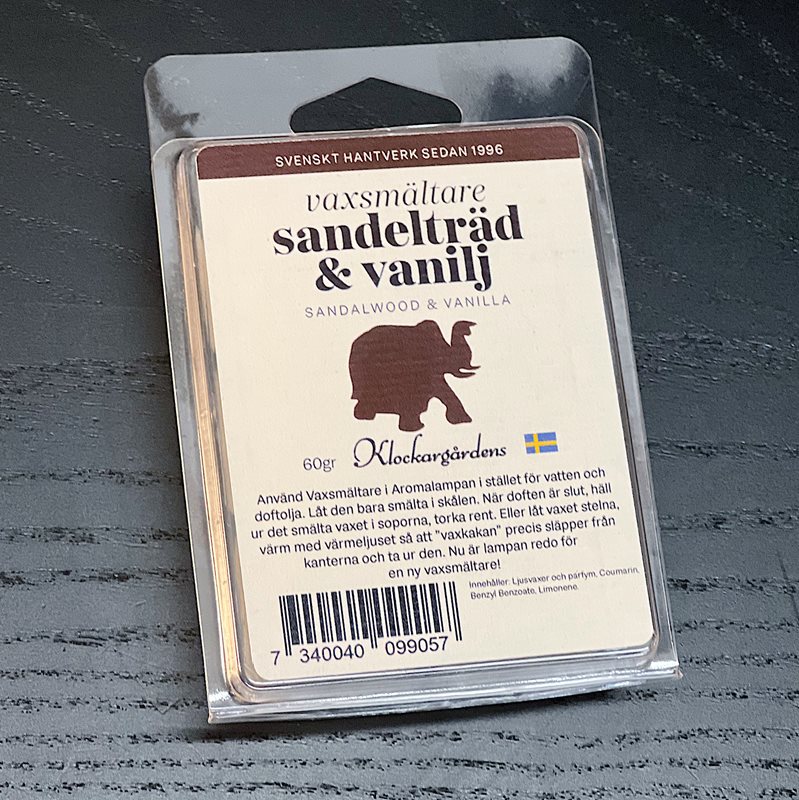 SVENSKT HANTVERK SEDAN 1996
vaxsmältare
sandelträd
& vanilj
SANDALWOOD & VANILLA
60gr Klockargårdens
Använd Vaxsmältare i Aromalampan i stället för vatten och
doftolja. Låt den bara smälta i skålen. När doften är slut, häll
ur det smälta vaxet i soporna, torka rent. Eller låt vaxet stelna,
värm med värmeljuset så att "vaxkakan" precis släpper från
kanterna och ta ur den. Nu är lampan redo för
en ny vaxsmältare!
Innehåller: Ljusvaxer och parfym, Coumarin,
Benzyl Benzoate, Limonene.
7 340040 099057